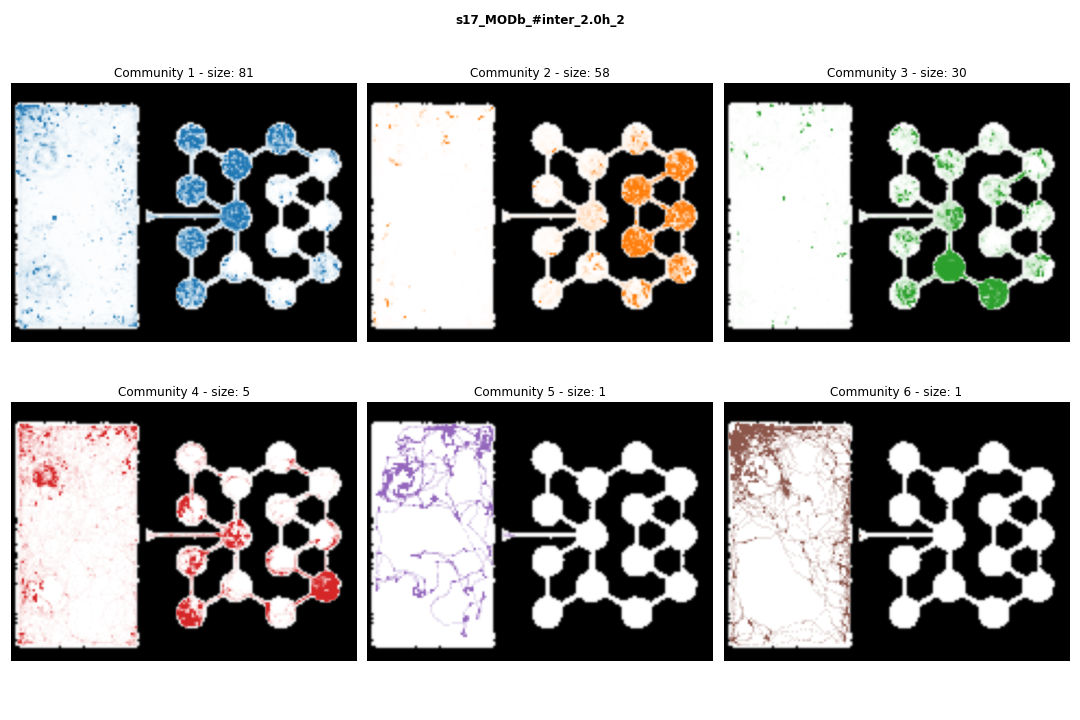 s17_MODb_#inter_2.0h_2
Community 1 - size: 81
Community 2 - size: 58
Community 3 - size: 30
Community 4 - size: 5
Community 5 - size: 1
Community 6 - size: 1